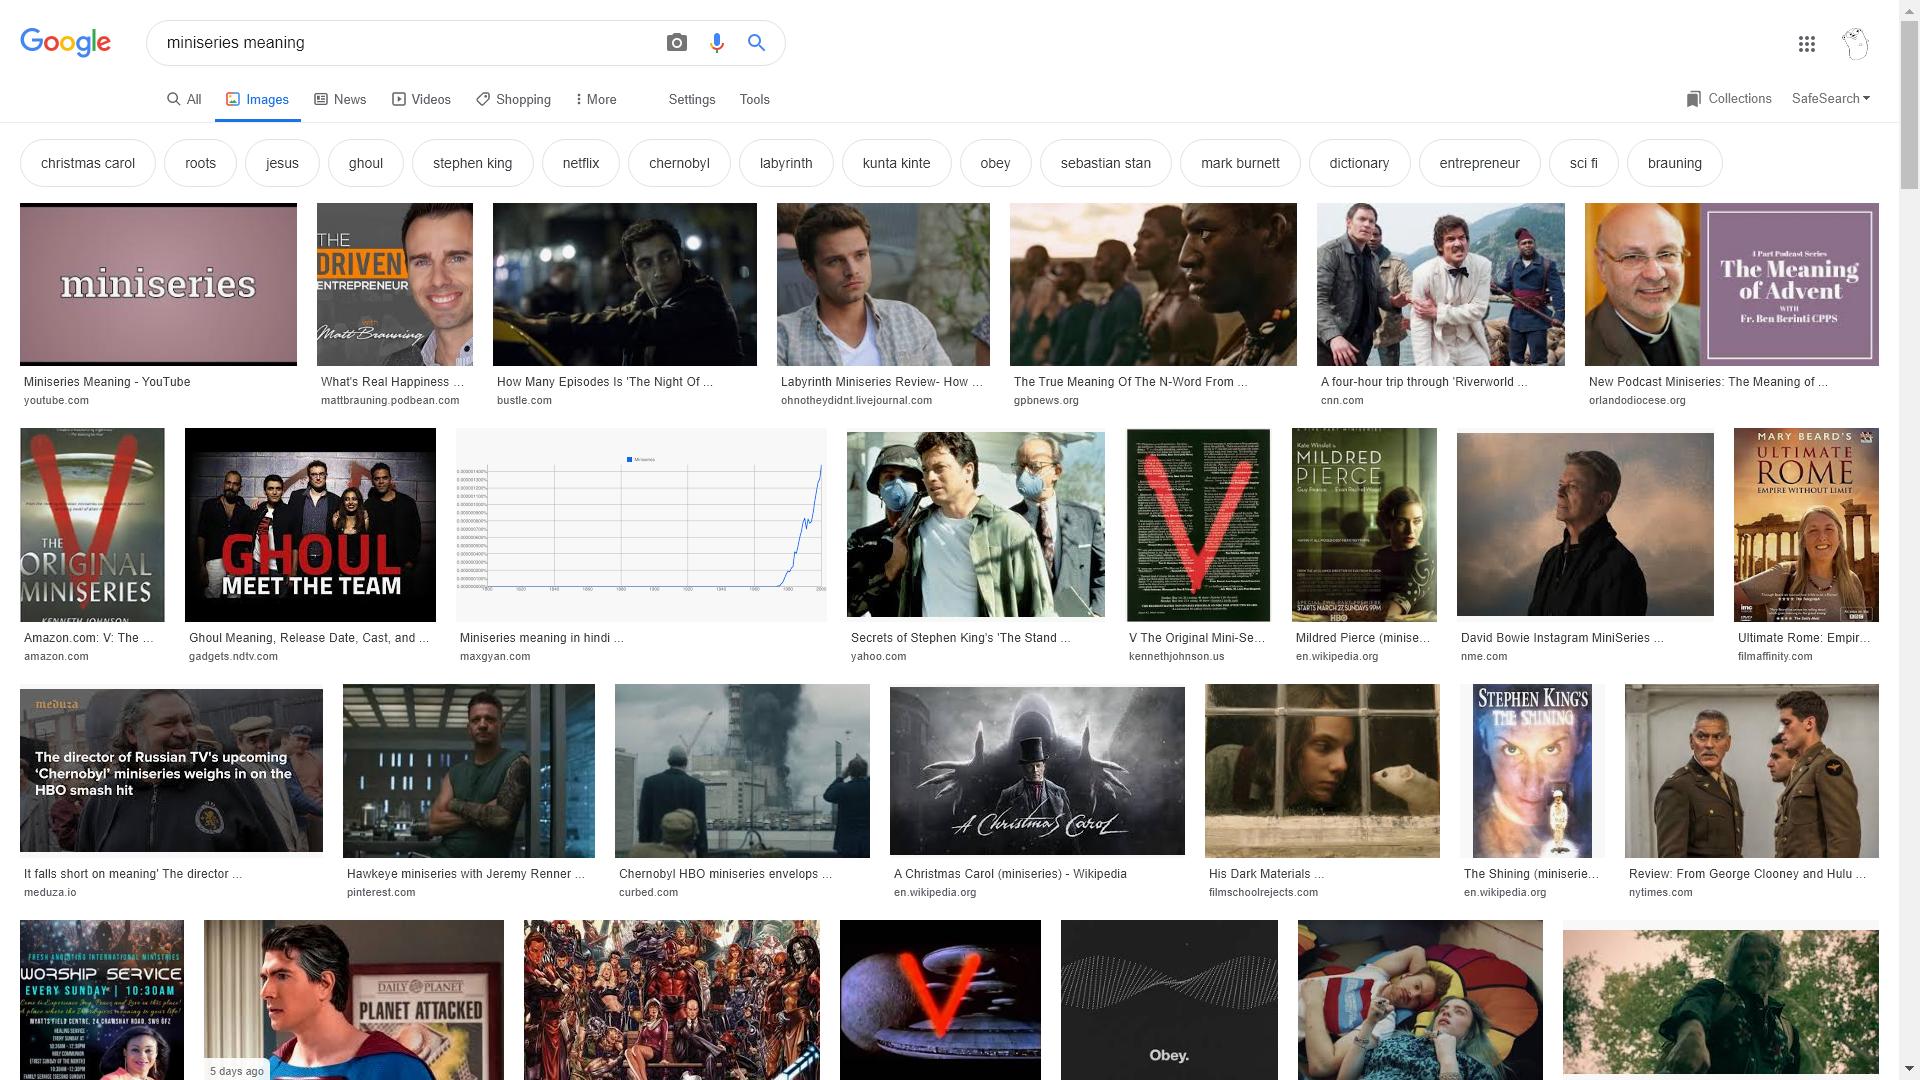 Google
miniseries meaning
All
Images
News
Videos
Shopping
More
Settings
Tools
Collections
SafeSearch
christmas carol
roots
jesus
ghoul
stephen king
netflix
chernobyl
labyrinth
kunta kinte
obey
sebastian stan
mark burnett
dictionary
entrepreneur
sci fi
brauning
miniseries
THE
DRIVEN
ENTREPRENEUR
Matt Brauning
The Meaning
of Advent
WITH
Fr. Ben Berinti CPPS
Miniseries Meaning - YouTube
youtube.com
What's Real Happiness ...
mattbrauning.podbean.com
How Many Episodes Is 'The Night Of ...
bustle.com
Labyrinth Miniseries Review- How ...
ohnotheydidnt.livejournal.com
The True Meaning Of The N-Word From ...
gpbnews.org
A four-hour trip through 'Riverworld ...
cnn.com
New Podcast Miniseries: The Meaning of ...
orlandodiocese.org
V
THE
ORIGINAL
MINISERIES
KENNETH JOHNSON
GHOUL
MEET THE TEAM
Miniseries
V
Kate Winslet is
MILDRED
PIERCE
Guy Pearce Evan Rachel Wood
STARTS MARCH 27, SUNDAYS 9PM
HBO
MARY BEARD'S
ULTIMATE
ROME
EMPIRE WITHOUT LIMIT
Amazon.com: V: The ...
amazon.com
Ghoul Meaning, Release Date, Cast, and ...
gadgets.ndtv.com
Miniseries meaning in hindi ...
maxgyan.com
Secrets of Stephen King's 'The Stand ...
yahoo.com
V The Original Mini-Se...
kennethjohnson.us
Mildred Pierce (minise...
en.wikipedia.org
David Bowie Instagram MiniSeries ...
nme.com
Ultimate Rome: Empir...
filmaffinity.com
meduza
The director of Russian TV's upcoming
‘Chernobyl’ miniseries weighs in on the
HBO smash hit
A Christmas Carol
STEPHEN KING'S
THE SHINING
It falls short on meaning' The director ...
meduza.io
Hawkeye miniseries with Jeremy Renner ...
pinterest.com
Chernobyl HBO miniseries envelops ...
curbed.com
A Christmas Carol (miniseries) - Wikipedia
en.wikipedia.org
His Dark Materials ...
filmschoolrejects.com
The Shining (miniserie...
en.wikipedia.org
Review: From George Clooney and Hulu ...
nytimes.com
FRESH ANOINTING INTERNATIONAL MINISTRIES
WORSHIP SERVICE
EVERY SUNDAY | 10:30AM
DAILY PLANET
PLANET ATTACKED
5 days ago
V
Obey.